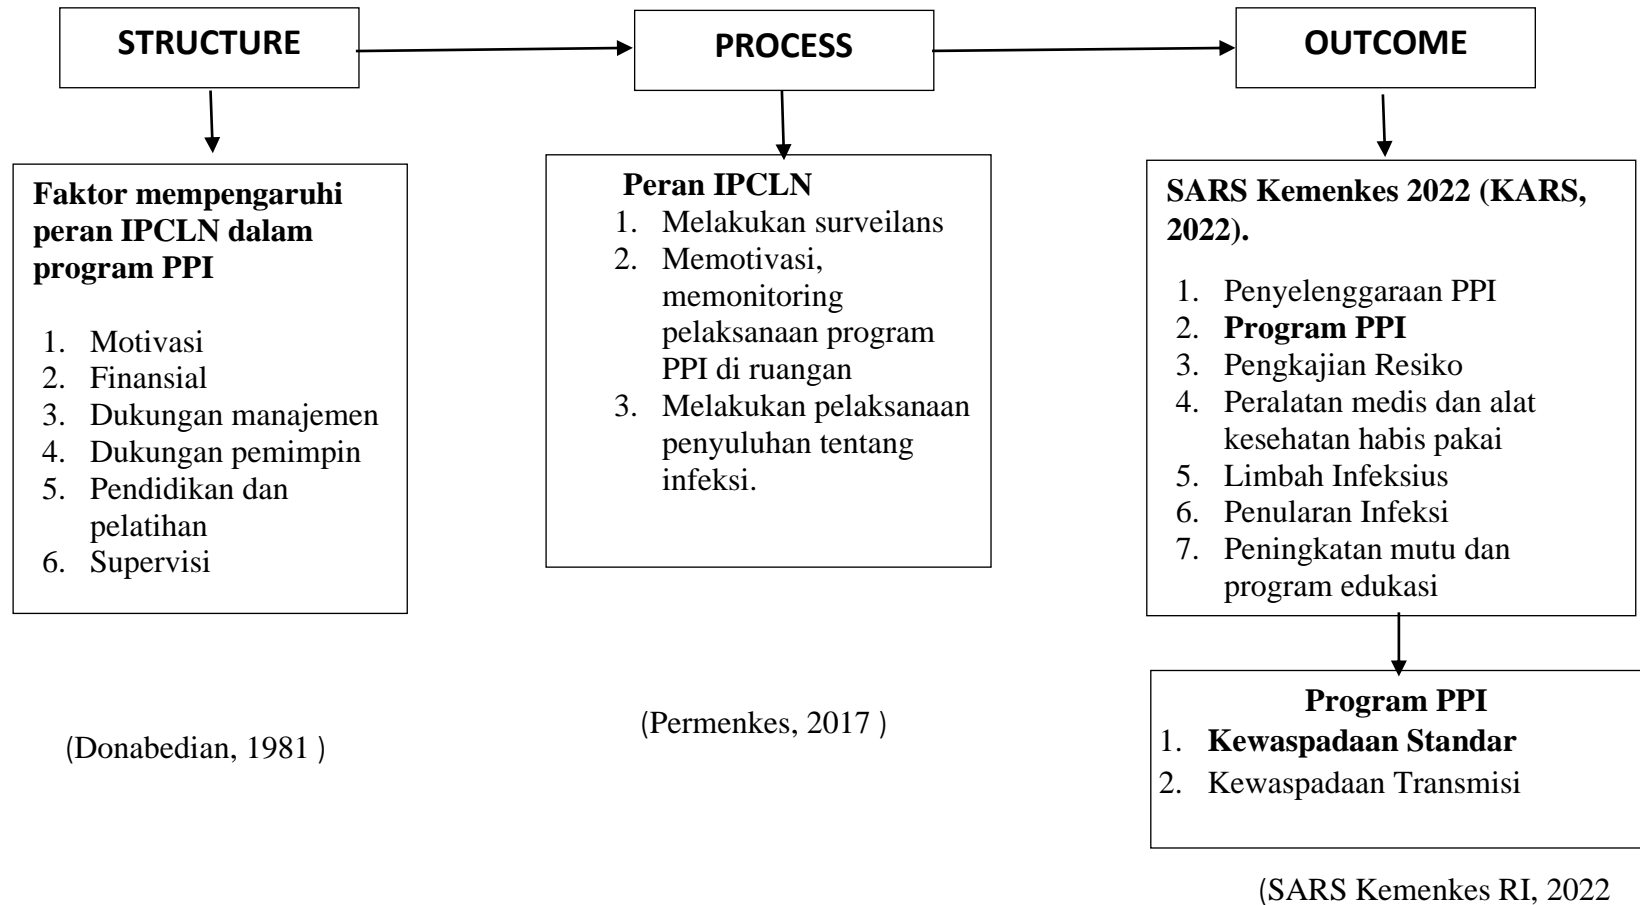 STRUCTURE
PROCESS
OUTCOME
Faktor mempengaruhi
peran IPCLN dalam
program PPI
1. Motivasi
2. Finansial
3. Dukungan manajemen
4. Dukungan pemimpin
5. Pendidikan dan
pelatihan
6. Supervisi
(Donabedian, 1981 )
Peran IPCLN
1. Melakukan surveilans
2. Memotivasi,
memonitoring
pelaksanaan program
PPI di ruangan
3. Melakukan pelaksanaan
penyuluhan tentang
infeksi.
(Permenkes, 2017 )
SARS Kemenkes 2022 (KARS,
2022).
1. Penyelenggaraan PPI
2. Program PPI
3. Pengkajian Resiko
4. Peralatan medis dan alat
kesehatan habis pakai
5. Limbah Infeksius
6. Penularan Infeksi
7. Peningkatan mutu dan
program edukasi
Program PPI
1. Kewaspadaan Standar
2. Kewaspadaan Transmisi
(SARS Kemenkes RI, 2022